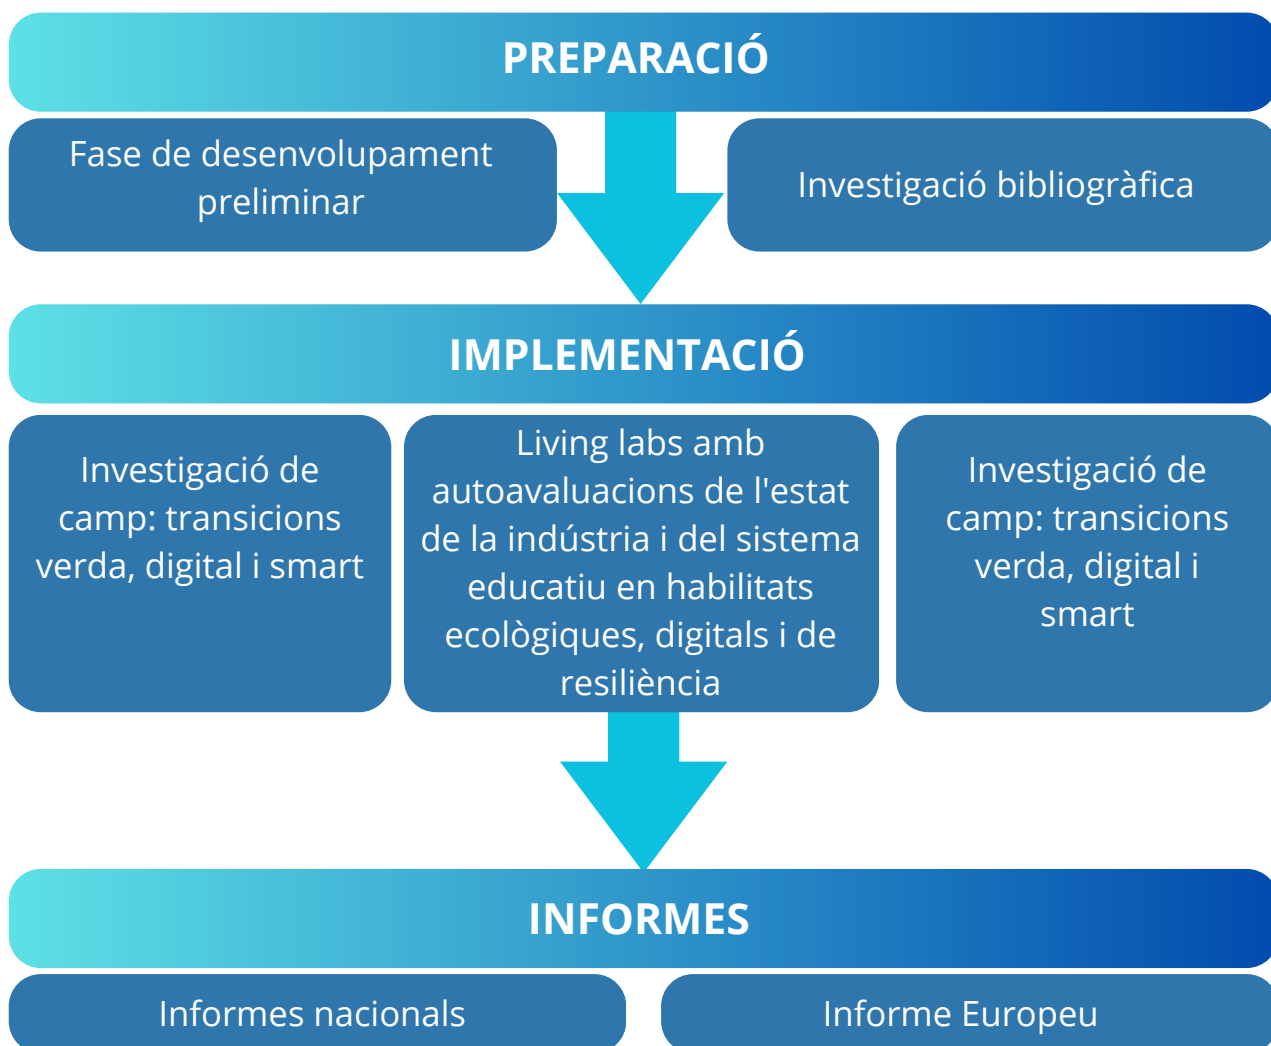 PREPARACIÓ
Fase de desenvolupament
preliminar
Investigació bibliogràfica
IMPLEMENTACIÓ
Investigació de
camp: transicions
verda, digital i smart
Living labs amb
autoavaluacions de l'estat
de la indústria i del sistema
educatiu en habilitats
ecològiques, digitals i de
resiliència
Investigació de
camp: transicions
verda, digital i
smart
INFORMES
Informes nacionals
Informe Europeu